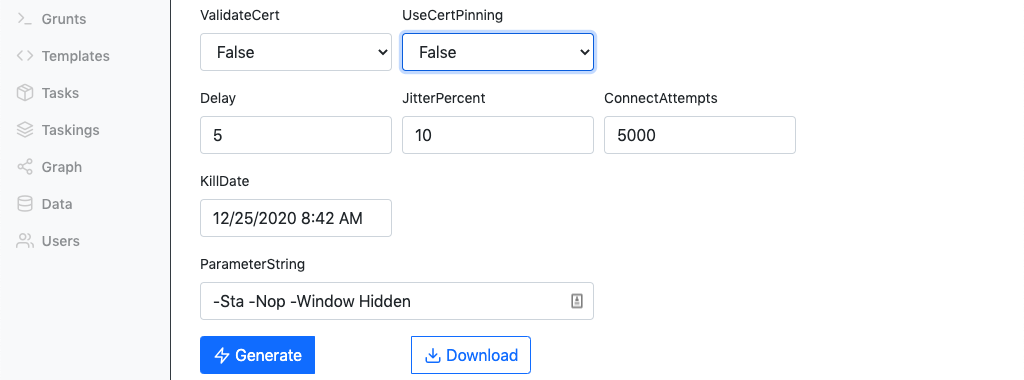 Grunts
Templates
Tasks
Taskings
Graph
Data
Users
ValidateCert UseCertPinning
False False
Delay JitterPercent ConnectAttempts
5 10 5000
KillDate
12/25/2020 8:42 AM
ParameterString
-Sta -Nop -Window Hidden
Generate Download